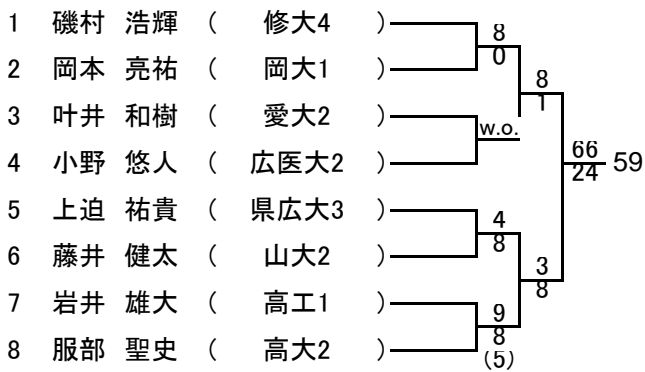 1 磯村 浩輝 ( 修大4 )
8
0
2 岡本 亮祐 ( 岡大1 )
8
1
3 叶井 和樹 ( 愛大2 )
w.o.
4 小野 悠人 ( 広医大2 )
66
24
59
5 上迫 祐貴 ( 県広大3 )
4
8
6 藤井 健太 ( 山大2 )
3
8
7 岩井 雄大 ( 高工1 )
9
8
(5)
8 服部 聖史 ( 高大2 )